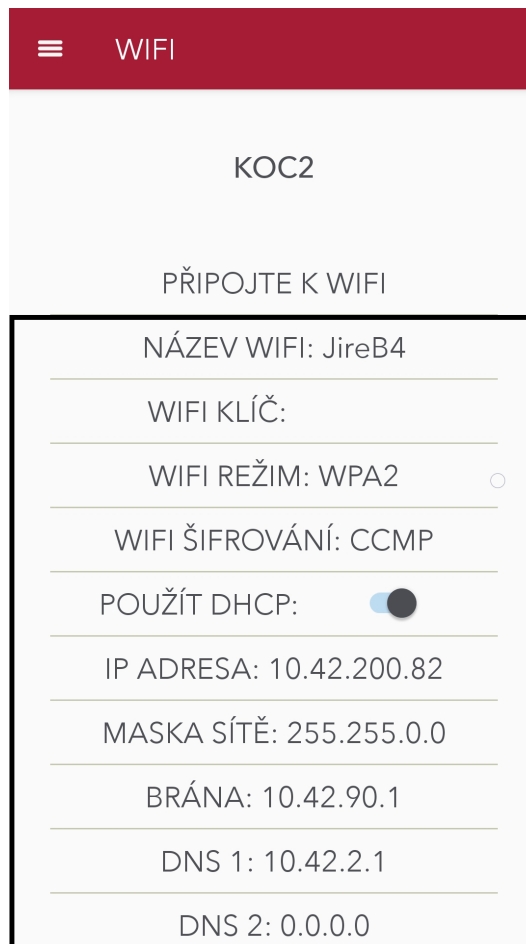 WIFI
KOC2
PŘIPOJTE K WIFI
NÁZEV WIFI: JireB4
WIFI KLÍČ:
WIFI REŽIM: WPA2
WIFI ŠIFROVÁNÍ: CCMP
POUŽÍT DHCP:
IP ADRESA: 10.42.200.82
MASKA SÍTĚ: 255.255.0.0
BRÁNA: 10.42.90.1
DNS 1: 10.42.2.1
DNS 2: 0.0.0.0